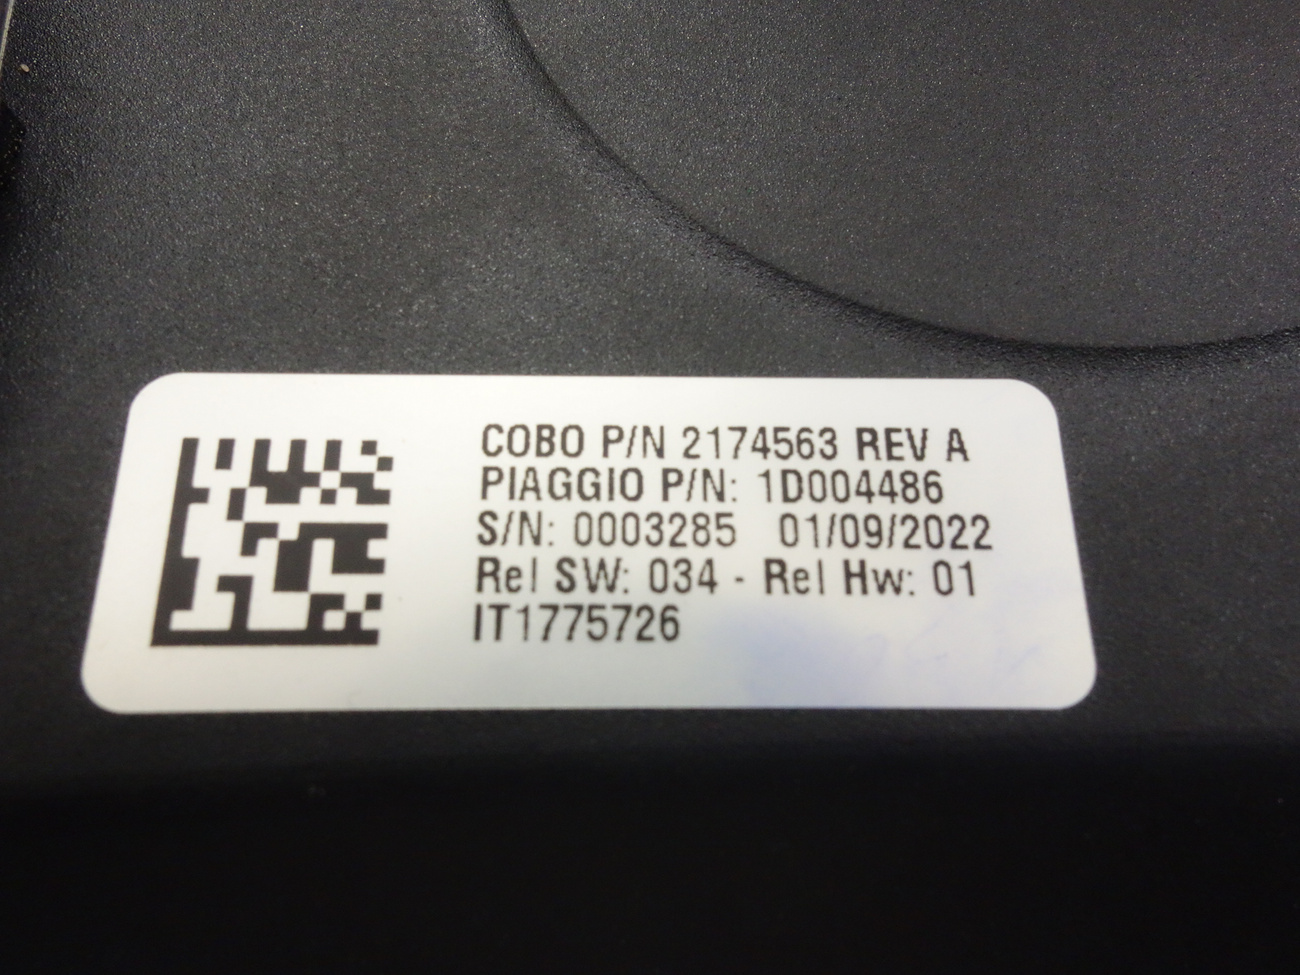 COBO P/N 2174563 REV A
PIAGGIO P/N: 1D004486
S/N: 0003285 01/09/2022
Rel SW: 034 - Rel Hw: 01
IT1775726